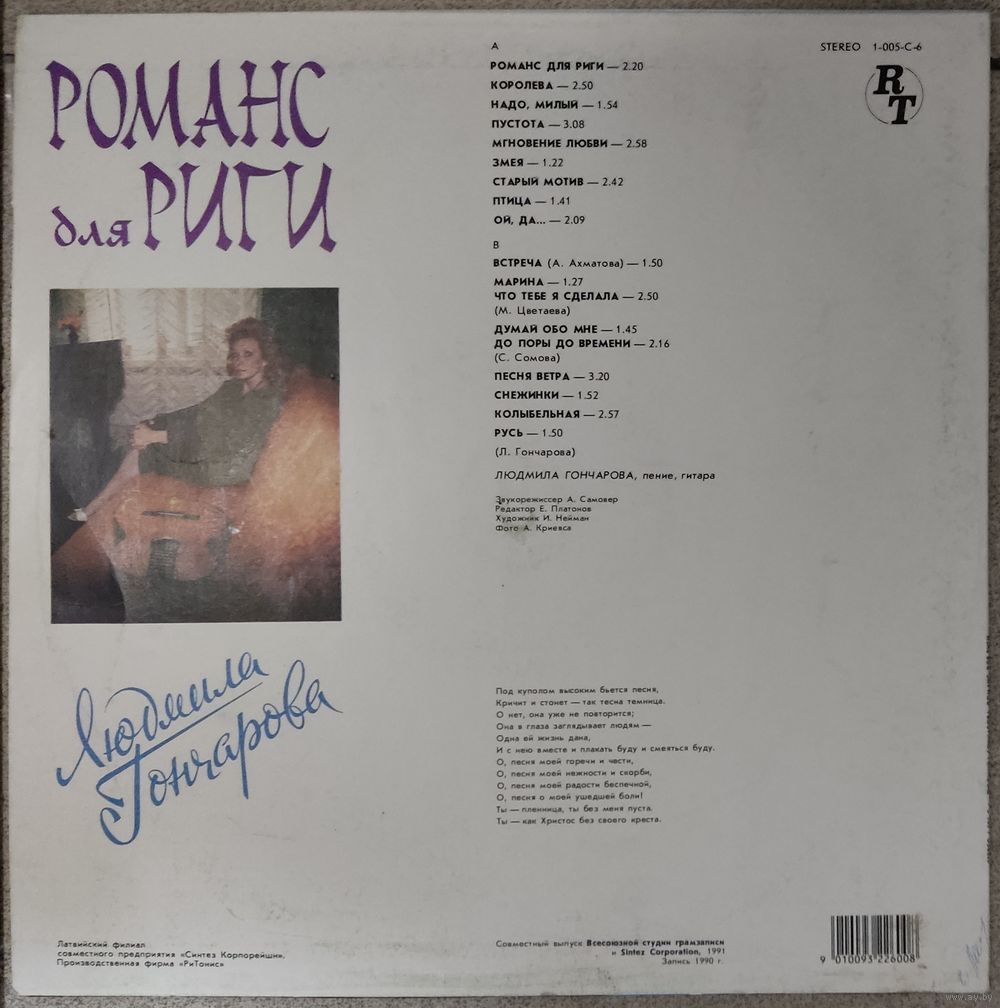 РОМАНС
для РИГИ
Людмила
Гончарова
STEREO 1-005-С-6
RT
А
РОМАНС ДЛЯ РИГИ — 2.20
КОРОЛЕВА — 2.50
НАДО, МИЛЫЙ — 1.54
ПУСТОТА — 3.08
МГНОВЕНИЕ ЛЮБВИ — 2.58
ЗМЕЯ — 1.22
СТАРЫЙ МОТИВ — 2.42
ПТИЦА — 1.41
ОЙ, ДА... — 2.09
В
ВСТРЕЧА (А. Ахматова) — 1.50
МАРИНА — 1.27
ЧТО ТЕБЕ Я СДЕЛАЛА — 2.50
(М. Цветаева)
ДУМАЙ ОБО МНЕ — 1.45
ДО ПОРЫ ДО ВРЕМЕНИ — 2.16
(С. Сомова)
ПЕСНЯ ВЕТРА — 3.20
СНЕЖИНКИ — 1.52
КОЛЫБЕЛЬНАЯ — 2.57
РУСЬ — 1.50
(Л. Гончарова)
ЛЮДМИЛА ГОНЧАРОВА, пение, гитара
Звукорежиссер А. Самовер
Редактор Е. Платонов
Художник И. Нейман
Фото А. Криевса
Под куполом высоким бьется песня,
Кричит и стонет — так тесна темница.
О нет, она уже не повторится;
Она в глаза заглядывает людям —
Одна ей жизнь дана,
И с нею вместе и плакать буду и смеяться буду.
О, песня моей горечи и чести,
О, песня моей нежности и скорби,
О, песня моей радости беспечной,
О, песня о моей ушедшей боли!
Ты — пленница, ты без меня пуста.
Ты — как Христос без своего креста.
Латвийский филиал
совместного предприятия «Синтез Корпорейшн»,
Производственная фирма «РиТонис»
Совместный выпуск Всесоюзной студии грамзаписи
и Sintez Corporation, 1991
Запись 1990 г.
9 010093 226008
www.ay.by